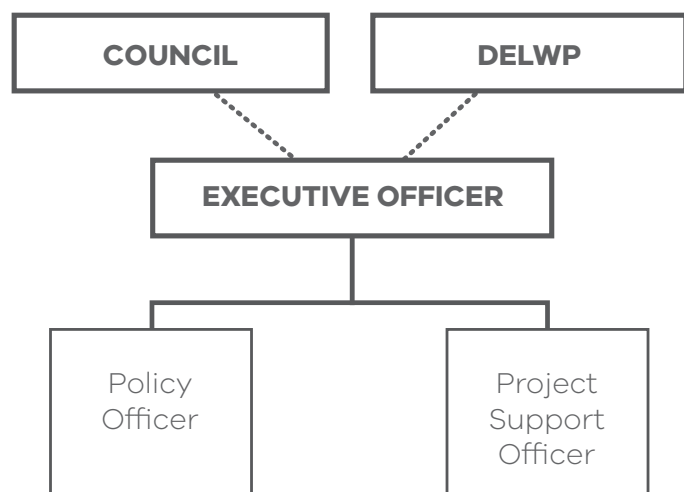 COUNCIL
DELWP
EXECUTIVE OFFICER
Policy
Officer
Project
Support
Officer